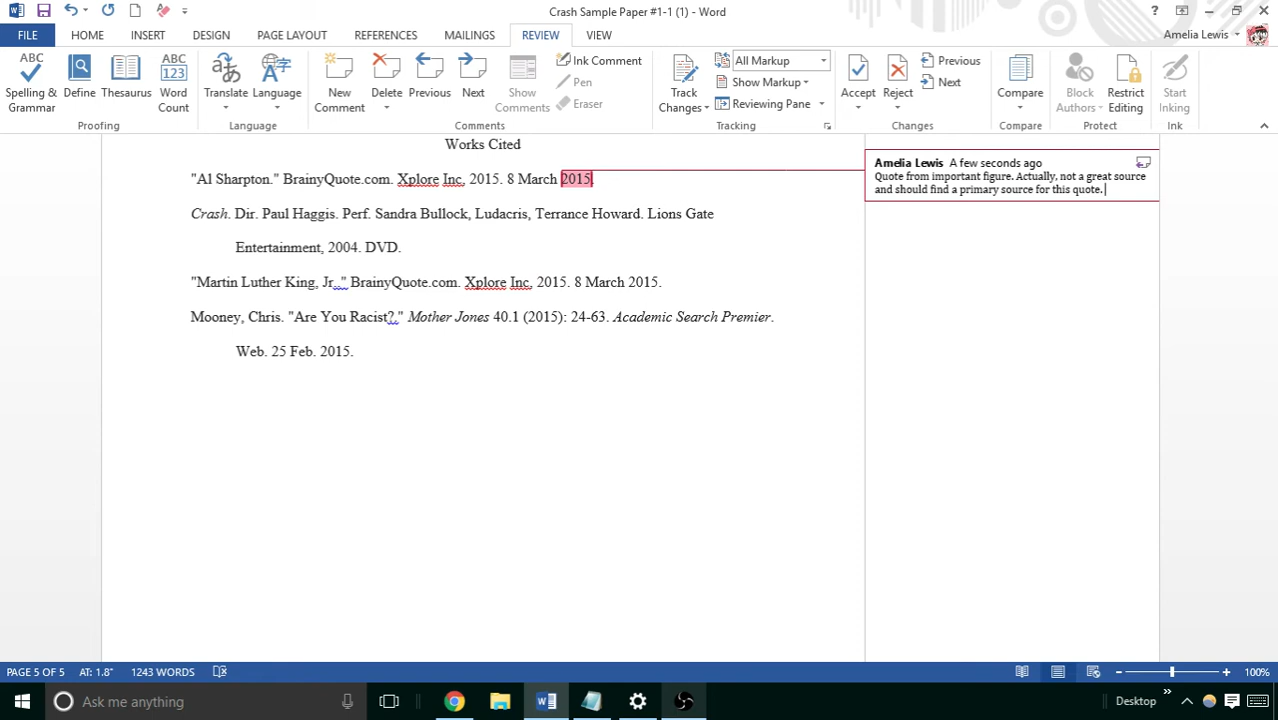 Crash Sample Paper #1-1 (1) - Word
?
FILE HOME INSERT DESIGN PAGE LAYOUT REFERENCES MAILINGS REVIEW VIEW Amelia Lewis
ABC
Spelling & Grammar
Define
Thesaurus
ABC 123
Word Count
Proofing
Translate
Language
Language
New Comment
Delete
Previous
Next
Show Comments
Ink Comment
Pen
Eraser
Comments
Track Changes
All Markup
Show Markup
Reviewing Pane
Tracking
Accept
Reject
Previous
Next
Changes
Compare
Compare
Block Authors
Restrict Editing
Protect
Start Inking
Ink
Works Cited
"Al Sharpton." BrainyQuote.com. Xplore Inc, 2015. 8 March 2015.
Crash. Dir. Paul Haggis. Perf. Sandra Bullock, Ludacris, Terrance Howard. Lions Gate
Entertainment, 2004. DVD.
"Martin Luther King, Jr.." BrainyQuote.com. Xplore Inc, 2015. 8 March 2015.
Mooney, Chris. "Are You Racist?." Mother Jones 40.1 (2015): 24-63. Academic Search Premier.
Web. 25 Feb. 2015.
Amelia Lewis A few seconds ago
Quote from important figure. Actually, not a great source
and should find a primary source for this quote.
PAGE 5 OF 5 AT: 1.8" 1243 WORDS 100%
Ask me anything Desktop